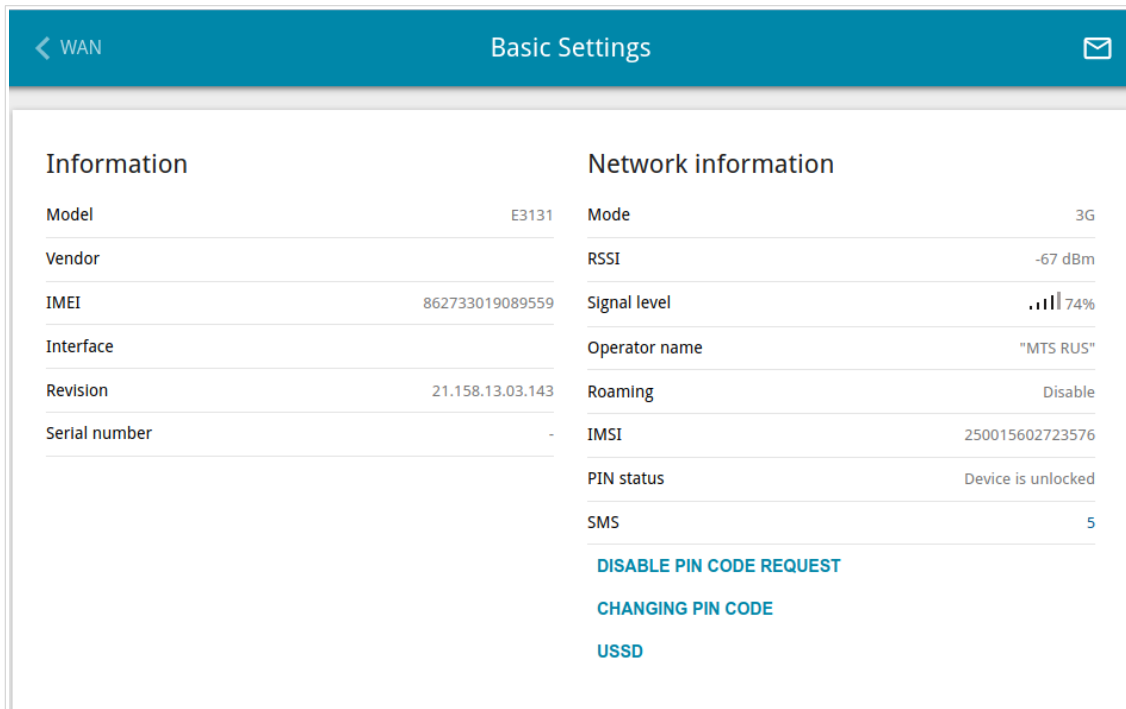 WAN
Basic Settings
Information
Model E3131
Vendor
IMEI 862733019089559
Interface
Revision 21.158.13.03.143
Serial number -
Network information
Mode 3G
RSSI -67 dBm
Signal level 74%
Operator name "MTS RUS"
Roaming Disable
IMSI 250015602723576
PIN status Device is unlocked
SMS 5
DISABLE PIN CODE REQUEST
CHANGING PIN CODE
USSD